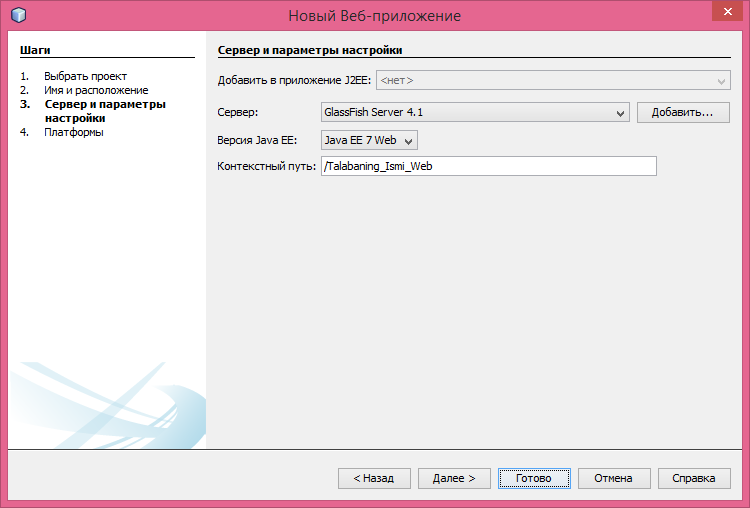 Новый Веб-приложение
Шаги
1. Выбрать проект
2. Имя и расположение
3. Сервер и параметры
настройки
4. Платформы
Сервер и параметры настройки
Добавить в приложение J2EE: <нет>
Сервер: GlassFish Server 4.1 Добавить...
Версия Java EE: Java EE 7 Web
Контекстный путь: /Talabaning_Ismi_Web
< Назад Далее > Готово Отмена Справка